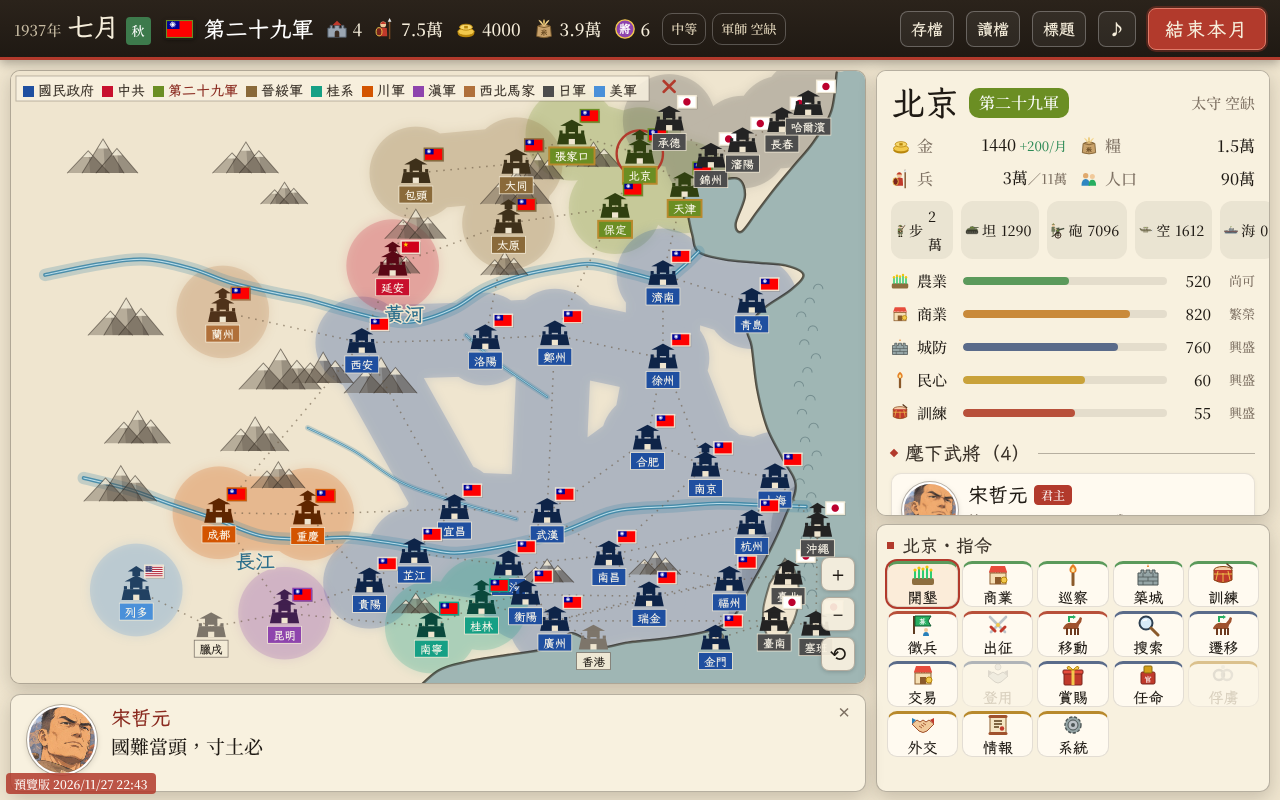 1937年 七月 秋 第二十九軍 4 7.5萬 4000 3.9萬 將 6 中等 軍師 空缺 存檔 讀檔 標題 ♪ 結束本月
國民政府 中共 第二十九軍 晉綏軍 桂系 川軍 滇軍 西北馬家 日軍 美軍
哈爾濱
長春
承德
瀋陽
張家口
錦州
北京
大同
包頭
天津
保定
太原
延安
濟南
黃河
青島
蘭州
西安
洛陽
鄭州
徐州
合肥
南京
上海
成都
重慶
宜昌
武漢
杭州
沖繩
長江
芷江
南昌
列多
貴陽
衡陽
福州
瑞金
桂林
昆明
臘戌
南寧
廣州
香港
金門
臺南
+
−
⟲
宋哲元
國難當頭，寸土必
×
預覽版 2026/11/27 22:43
北京 第二十九軍 太守 空缺
金 1440 +200/月 糧 1.5萬
兵 3萬/11萬 人口 90萬
步 2萬 坦 1290 砲 7096 空 1612 海 0
農業 520 尚可
商業 820 繁榮
城防 760 興盛
民心 60 興盛
訓練 55 興盛
麾下武將（4）
宋哲元 君主
北京・指令
開墾 商業 巡察 築城 訓練
徵兵 出征 移動 搜索 遷移
交易 登用 賞賜 任命 俘虜
外交 情報 系統